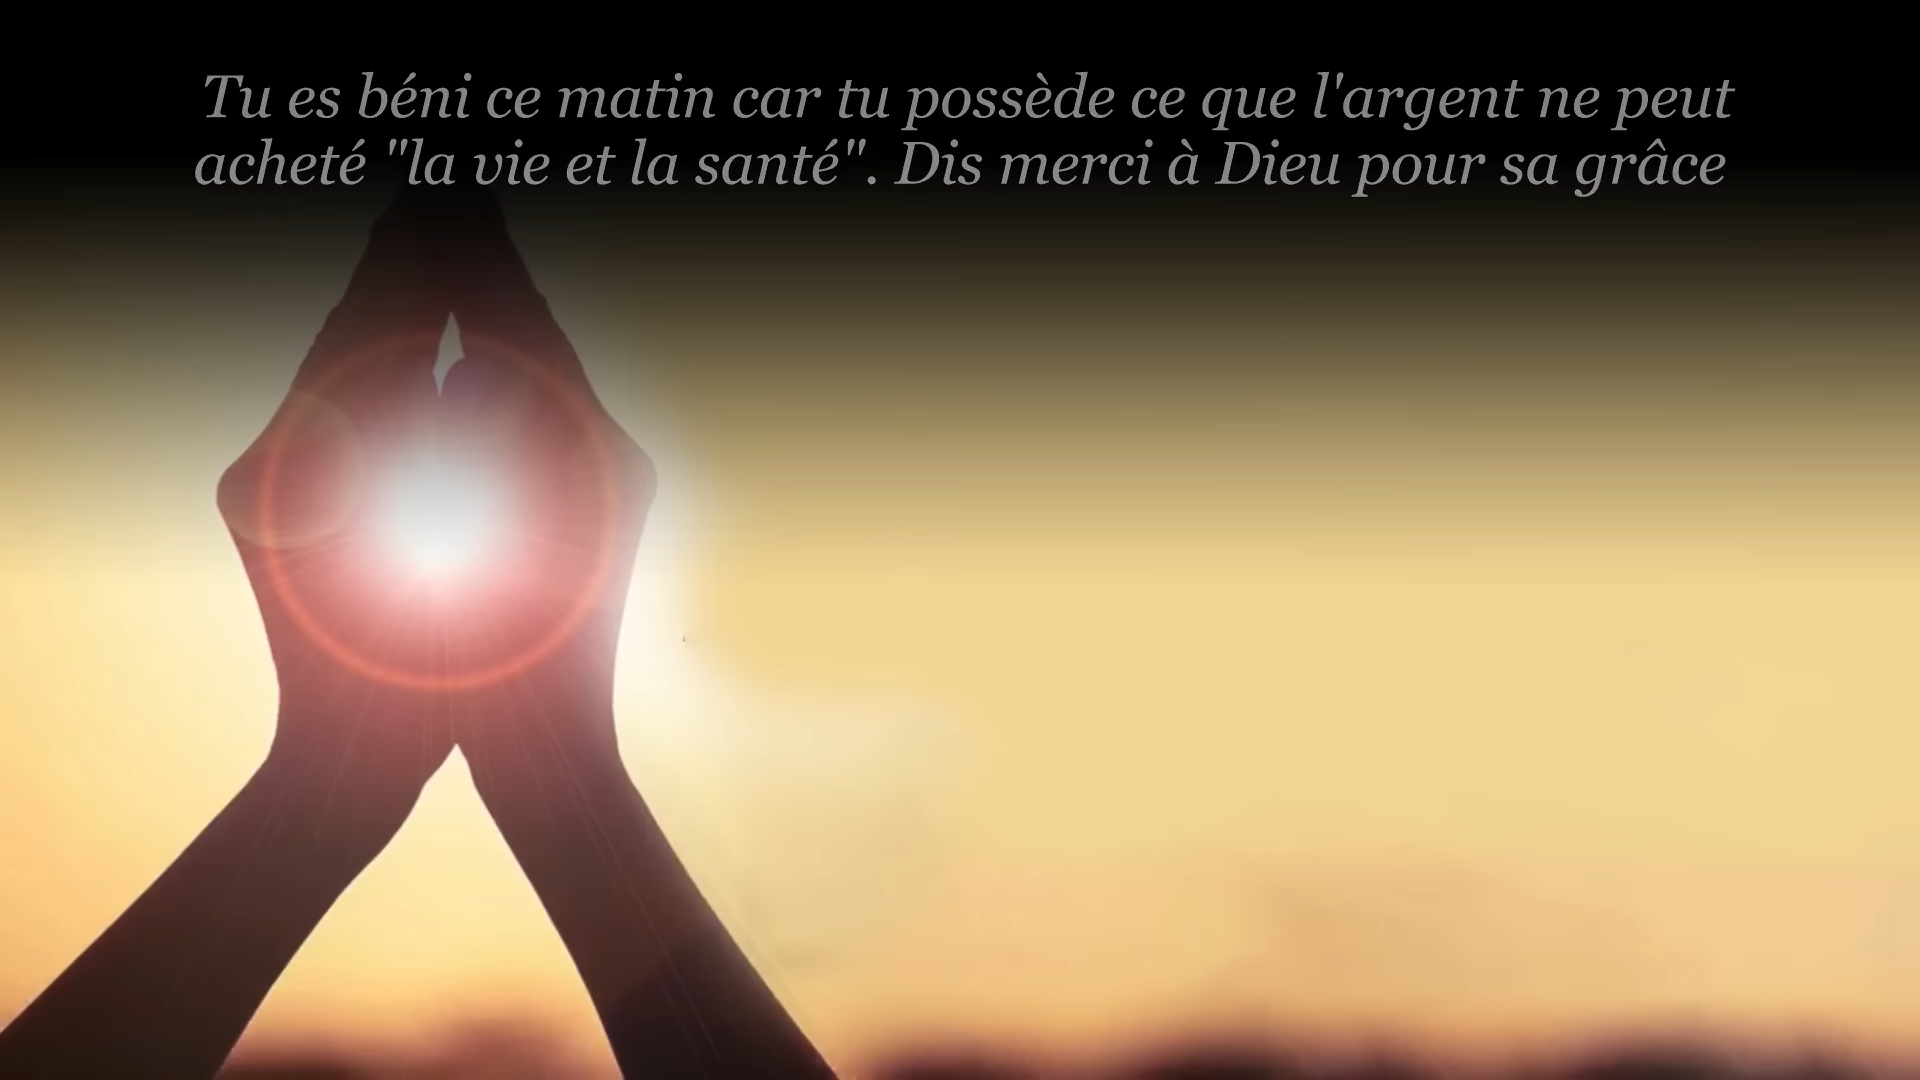 Tu es béni ce matin car tu possède ce que l'argent ne peut
acheté "la vie et la santé". Dis merci à Dieu pour sa grâce